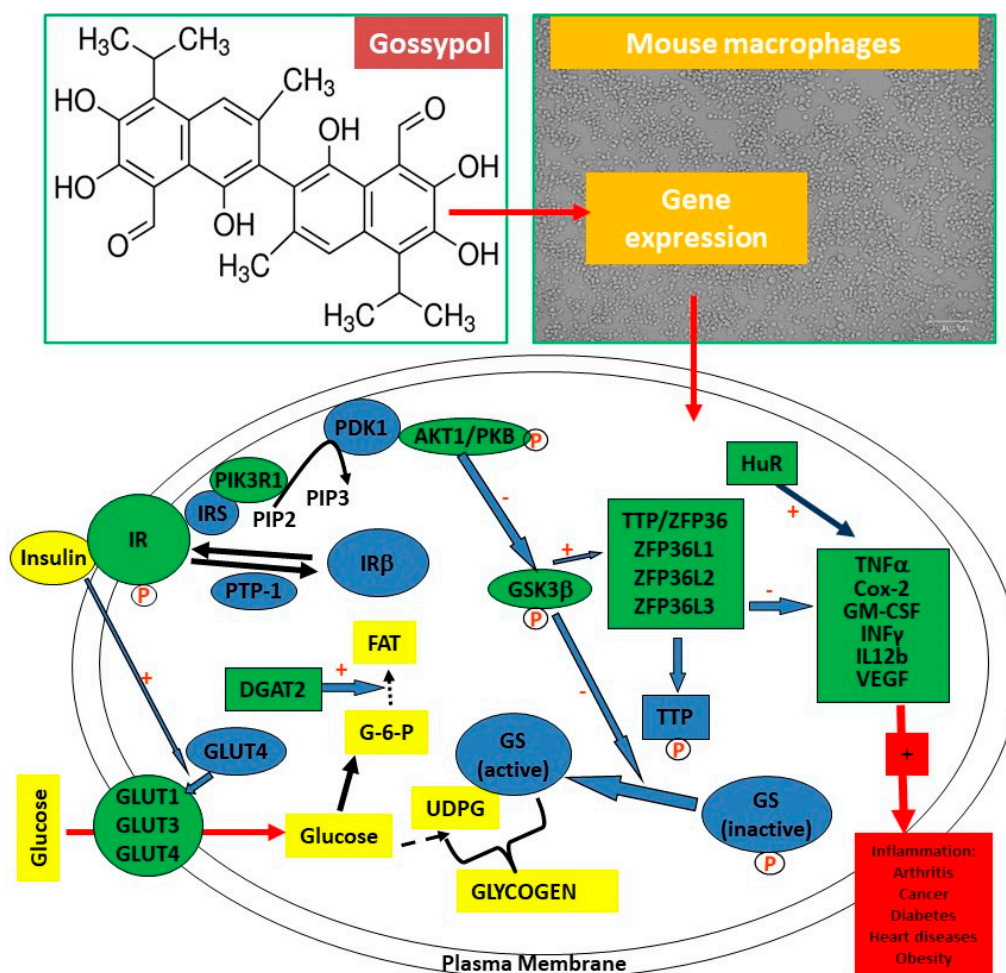 Gossypol
H₃C
CH₃
HO
HO
O
OH
CH₃
H₃C
OH
O
OH
OH
H₃C
CH₃
Mouse macrophages
Gene
expression
PDK1
AKT1/PKB
P
PIK3R1
IRS
PIP2
PIP3
HuR
+
Insulin
IR
P
PTP-1
IRβ
-
GSK3β
P
+
TTP/ZFP36
ZFP36L1
ZFP36L2
ZFP36L3
-
TNFα
Cox-2
GM-CSF
INFγ
IL12b
VEGF
+
DGAT2
+
FAT
G-6-P
-
TTP
P
GLUT4
GS
(active)
GS
(inactive)
P
+
Glucose
GLUT1
GLUT3
GLUT4
Glucose
UDPG
GLYCOGEN
Inflammation:
Arthritis
Cancer
Diabetes
Heart diseases
Obesity
Plasma Membrane